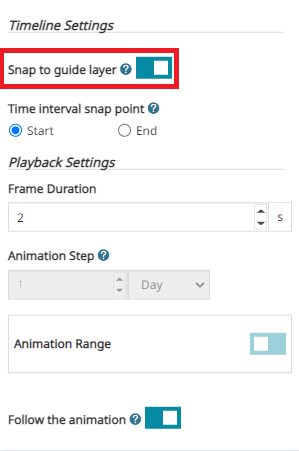 Timeline Settings
Snap to guide layer ?
Time interval snap point ?
Start End
Playback Settings
Frame Duration
2 s
Animation Step ?
1 Day
Animation Range
Follow the animation ?